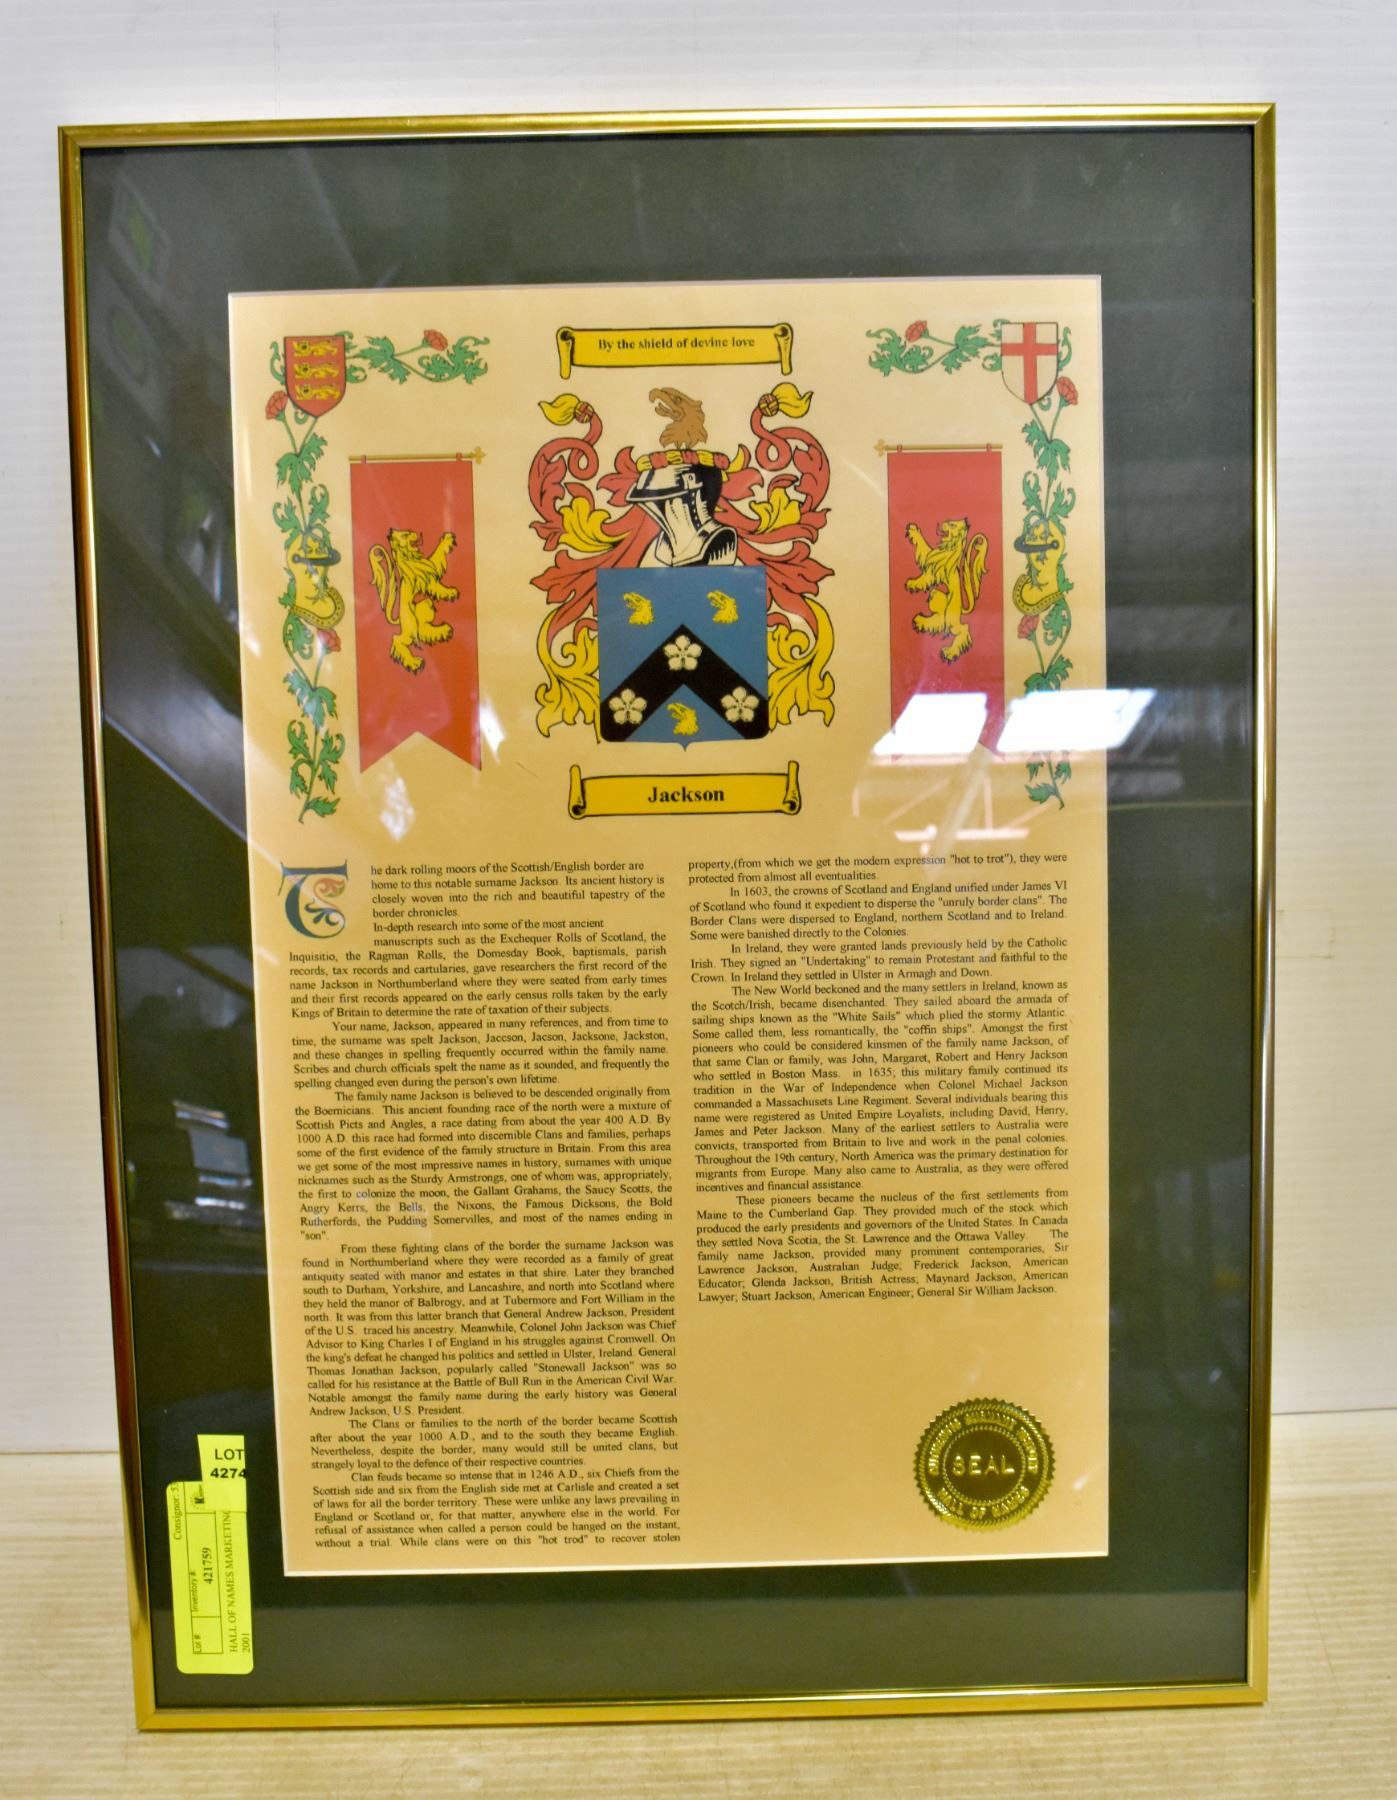 By the shield of devine love
Jackson
The dark rolling moors of the Scottish/English border are
home to this notable surname Jackson. Its ancient history is
closely woven into the rich and beautiful tapestry of the
border chronicles.
In-depth research into some of the most ancient
manuscripts such as the Exchequer Rolls of Scotland, the
Inquisitio, the Ragman Rolls, the Domesday Book, baptismals, parish
records, tax records and cartularies, gave researchers the first record of the
name Jackson in Northumberland where they were seated from early times
and their first records appeared on the early census rolls taken by the early
Kings of Britain to determine the rate of taxation of their subjects.
Your name, Jackson, appeared in many references, and from time to
time, the surname was spelt Jackson, Jaccson, Jacson, Jacksone, Jackston,
and these changes in spelling frequently occurred within the family name.
Scribes and church officials spelt the name as it sounded, and frequently the
spelling changed even during the person's own lifetime.
The family name Jackson is believed to be descended originally from
the Boernicians. This ancient founding race of the north were a mixture of
Scottish Picts and Angles, a race dating from about the year 400 A.D. By
1000 A.D. this race had formed into discernible Clans and families, perhaps
some of the first evidence of the family structure in Britain. From this area
we get some of the most impressive names in history, surnames with unique
nicknames such as the Sturdy Armstrongs, one of whom was, appropriately,
the first to colonize the moon, the Gallant Grahams, the Saucy Scotts, the
Angry Kerrs, the Bells, the Nixons, the Famous Dicksons, the Bold
Rutherfords, the Pudding Somervilles, and most of the names ending in
"son".
From these fighting clans of the border the surname Jackson was
found in Northumberland where they were recorded as a family of great
antiquity seated with manor and estates in that shire. Later they branched
south to Durham, Yorkshire, and Lancashire, and north into Scotland where
they held the manor of Balbrogy, and at Tubermore and Fort William in the
north. It was from this latter branch that General Andrew Jackson, President
of the U.S. traced his ancestry. Meanwhile, Colonel John Jackson was Chief
Advisor to King Charles I of England in his struggles against Cromwell. On
the king's defeat he changed his politics and settled in Ulster, Ireland. General
Thomas Jonathan Jackson, popularly called "Stonewall Jackson" was so
called for his resistance at the Battle of Bull Run in the American Civil War.
Notable amongst the family name during the early history was General
Andrew Jackson, U.S. President.
The Clans or families to the north of the border became Scottish
after about the year 1000 A.D., and to the south they became English.
Nevertheless, despite the border, many would still be united clans, but
strangely loyal to the defence of their respective countries.
Clan feuds became so intense that in 1246 A.D., six Chiefs from the
Scottish side and six from the English side met at Carlisle and created a set
of laws for all the border territory. These were unlike any laws prevailing in
England or Scotland or, for that matter, anywhere else in the world. For
refusal of assistance when called a person could be hanged on the instant,
without a trial. While clans were on this "hot trod" to recover stolen
property,(from which we get the modern expression "hot to trot"), they were
protected from almost all eventualities.
In 1603, the crowns of Scotland and England unified under James VI
of Scotland who found it expedient to disperse the "unruly border clans". The
Border Clans were dispersed to England, northern Scotland and to Ireland.
Some were banished directly to the Colonies.
In Ireland, they were granted lands previously held by the Catholic
Irish. They signed an "Undertaking" to remain Protestant and faithful to the
Crown. In Ireland they settled in Ulster in Armagh and Down.
The New World beckoned and the many settlers in Ireland, known as
the Scotch/Irish, became disenchanted. They sailed aboard the armada of
sailing ships known as the "White Sails" which plied the stormy Atlantic.
Some called them, less romantically, the "coffin ships". Amongst the first
pioneers who could be considered kinsmen of the family name Jackson, of
that same Clan or family, was John, Margaret, Robert and Henry Jackson
who settled in Boston Mass. in 1635; this military family continued its
tradition in the War of Independence when Colonel Michael Jackson
commanded a Massachusets Line Regiment. Several individuals bearing this
name were registered as United Empire Loyalists, including David, Henry,
James and Peter Jackson. Many of the earliest settlers to Australia were
convicts, transported from Britain to live and work in the penal colonies.
Throughout the 19th century, North America was the primary destination for
migrants from Europe. Many also came to Australia, as they were offered
incentives and financial assistance.
These pioneers became the nucleus of the first settlements from
Maine to the Cumberland Gap. They provided much of the stock which
produced the early presidents and governors of the United States. In Canada
they settled Nova Scotia, the St. Lawrence and the Ottawa Valley. The
family name Jackson, provided many prominent contemporaries, Sir
Lawrence Jackson, Australian Judge; Frederick Jackson, American
Educator; Glenda Jackson, British Actress; Maynard Jackson, American
Lawyer; Stuart Jackson, American Engineer; General Sir William Jackson.
SEAL
HALL OF NAMES
LOT
4274
Consignor:
Lot #:
Inventory #:
421759
HALL OF NAMES MARKETING
2001